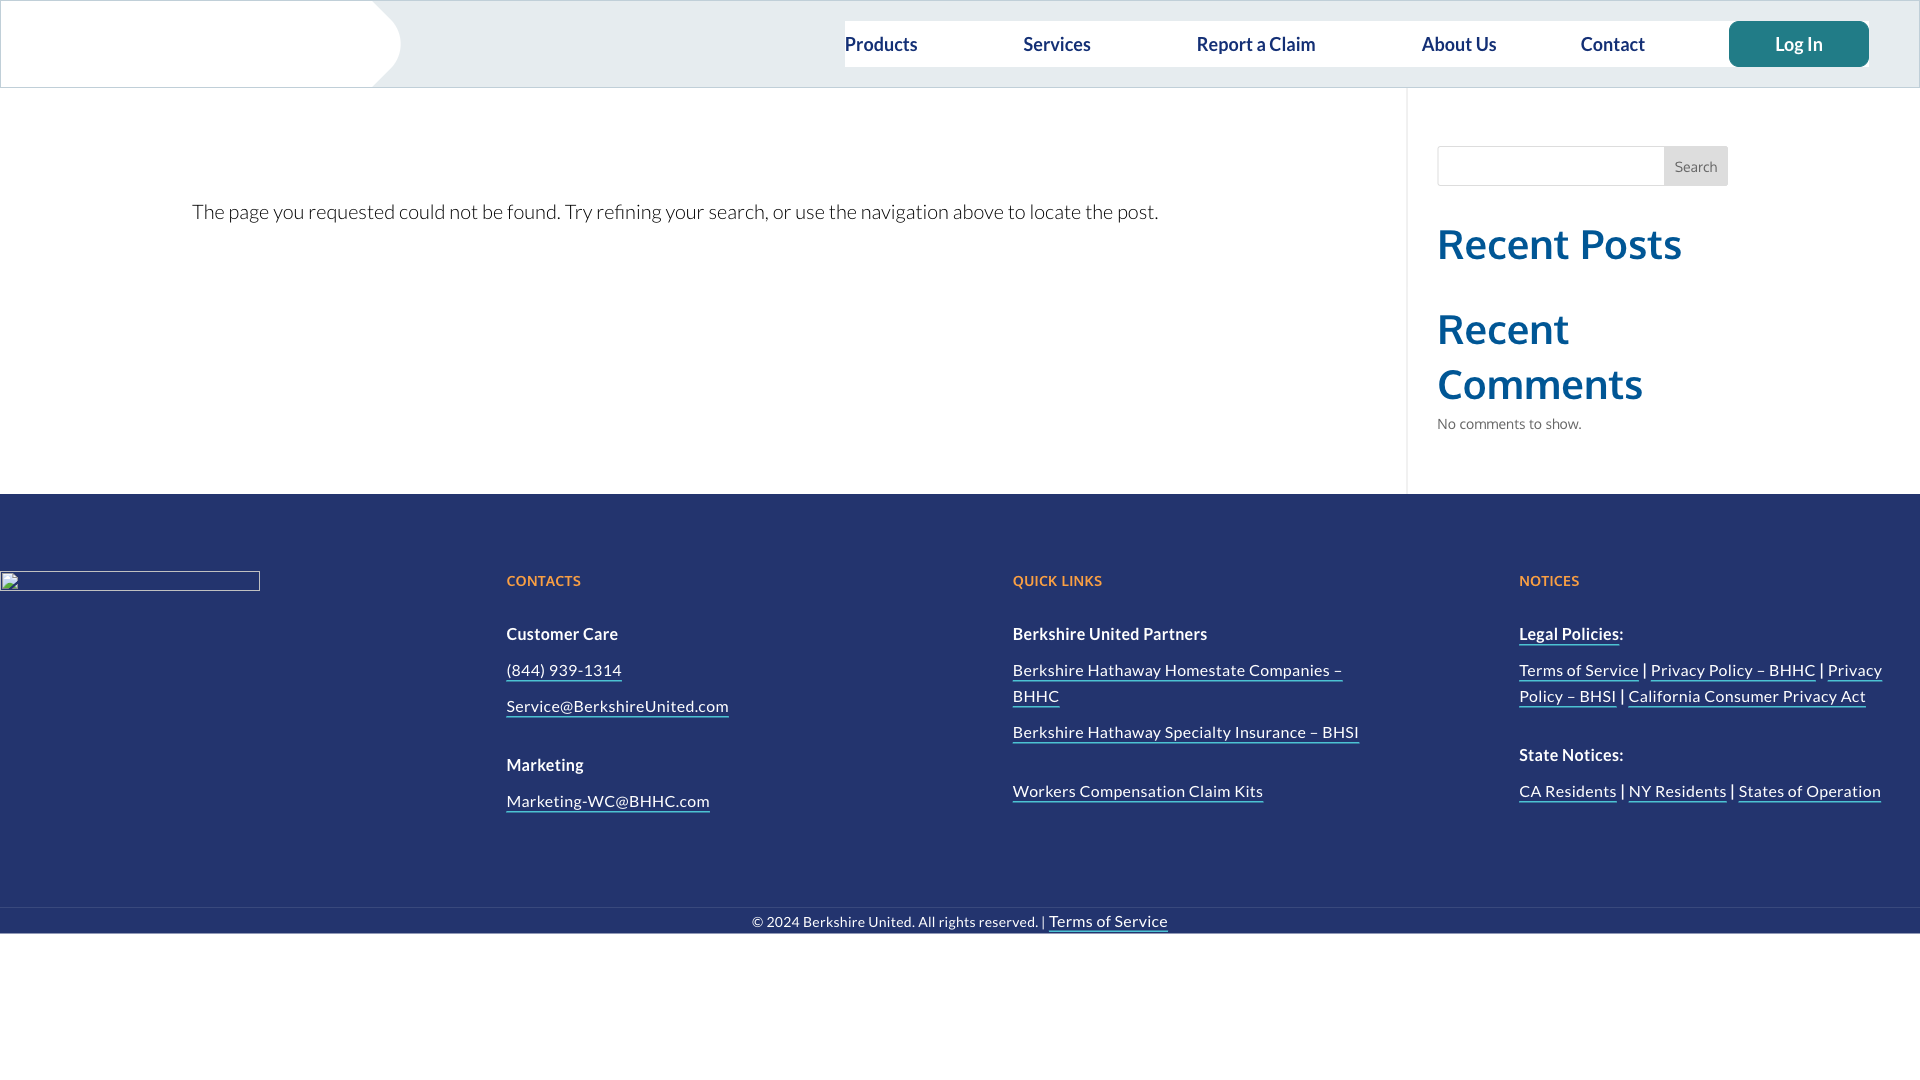 Products Services Report a Claim About Us Contact Log In
The page you requested could not be found. Try refining your search, or use the navigation above to locate the post.
Search
Recent Posts
Recent
Comments
No comments to show.
CONTACTS
Customer Care
(844) 939-1314
Service@BerkshireUnited.com
Marketing
Marketing-WC@BHHC.com
QUICK LINKS
Berkshire United Partners
Berkshire Hathaway Homestate Companies –
BHHC
Berkshire Hathaway Specialty Insurance – BHSI
Workers Compensation Claim Kits
NOTICES
Legal Policies:
Terms of Service | Privacy Policy – BHHC | Privacy
Policy – BHSI | California Consumer Privacy Act
State Notices:
CA Residents | NY Residents | States of Operation
© 2024 Berkshire United. All rights reserved. | Terms of Service